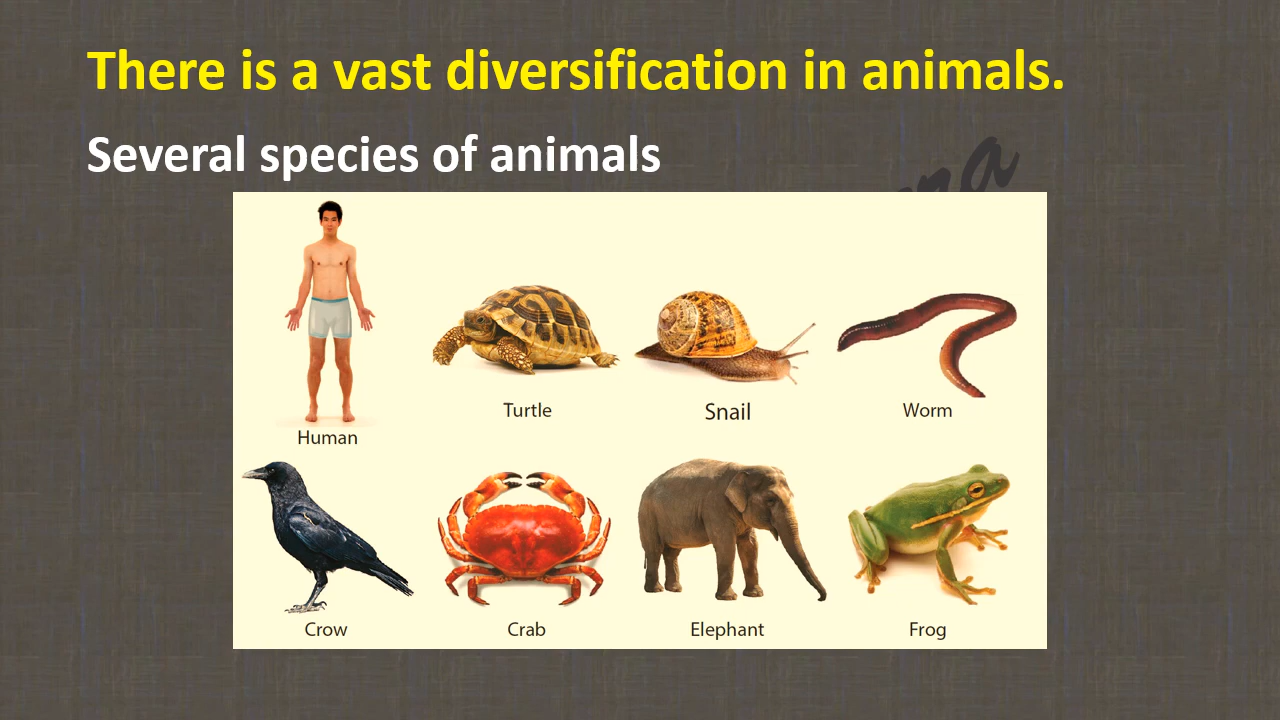 There is a vast diversification in animals.
Several species of animals
Human
Turtle
Snail
Worm
Crow
Crab
Elephant
Frog